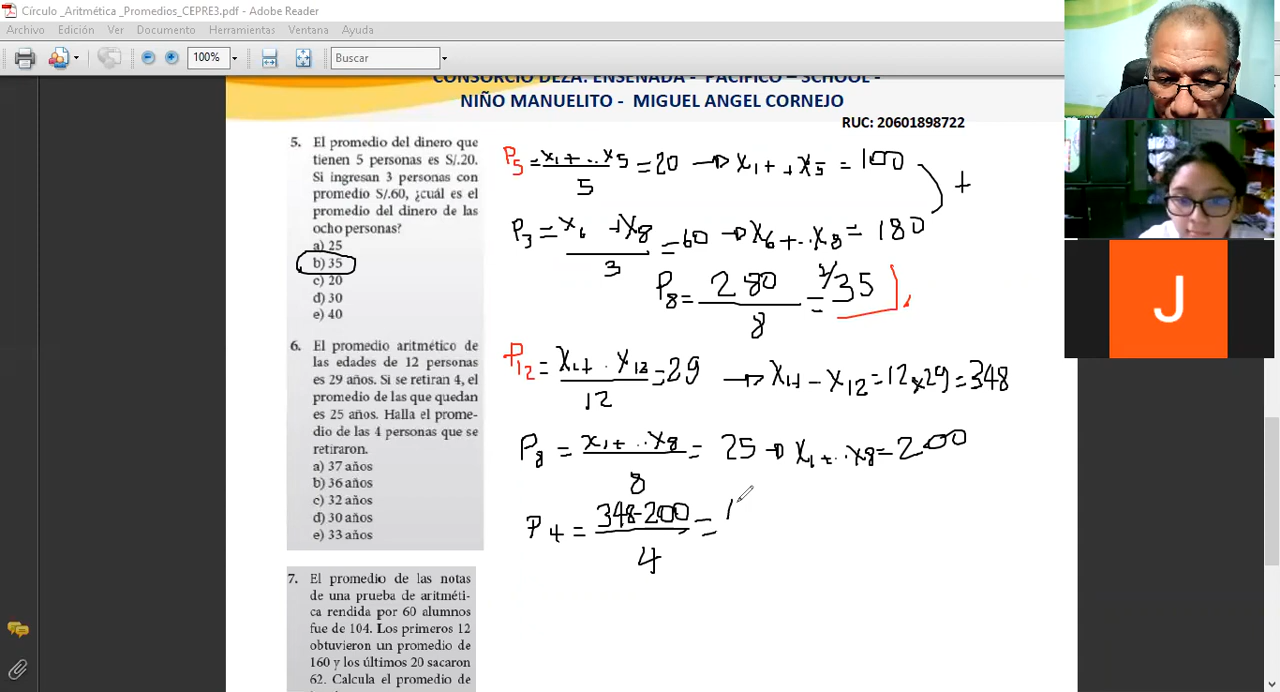 Círculo _Aritmética _Promedios_CEPRE3.pdf - Adobe Reader
Archivo Edición Ver Documento Herramientas Ventana Ayuda
100% Buscar
CONSORCIO DEZA: ENSENADA - PACIFICO – SCHOOL -
NIÑO MANUELITO - MIGUEL ANGEL CORNEJO
RUC: 20601898722
5. El promedio del dinero que
tienen 5 personas es S/.20.
Si ingresan 3 personas con
promedio S/.60, ¿cuál es el
promedio del dinero de las
ocho personas?
a) 25
b) 35
c) 20
d) 30
e) 40
P5 = x1+..x5 / 5 = 20 → x1+..+x5 = 100
+
P3 = x6 +x8 / 3 = 60 → x6+..x8 = 180
P8 = 280 / 8 = S/35
6. El promedio aritmético de
las edades de 12 personas
es 29 años. Si se retiran 4, el
promedio de las que quedan
es 25 años. Halla el prome-
dio de las 4 personas que se
retiraron.
a) 37 años
b) 36 años
c) 32 años
d) 30 años
e) 33 años
P12 = x1+..x12 / 12 = 29 → x1+-x12 = 12x29 = 348
P8 = x1+..x8 / 8 = 25 → x1+..x8 = 200
P4 = 348-200 / 4 = 1
7. El promedio de las notas
de una prueba de aritméti-
ca rendida por 60 alumnos
fue de 104. Los primeros 12
obtuvieron un promedio de
160 y los últimos 20 sacaron
62. Calcula el promedio de
J